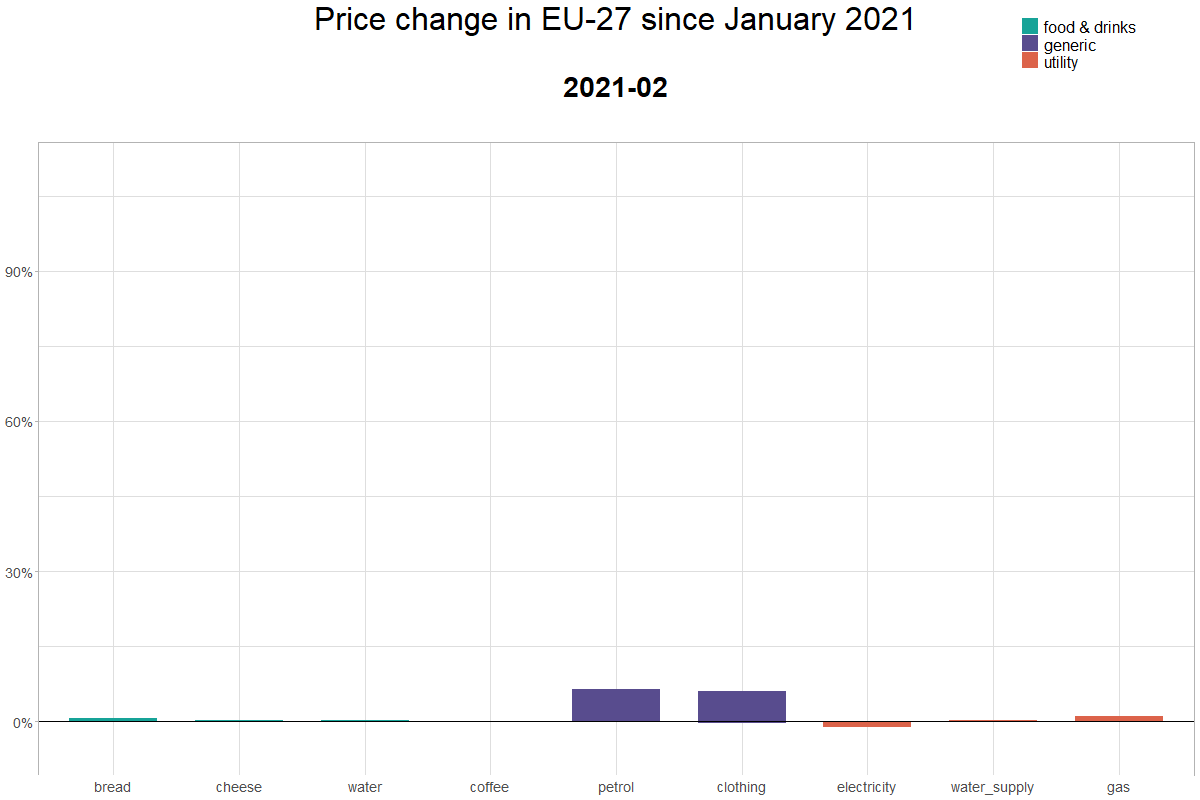 Price change in EU-27 since January 2021
food & drinks
generic
utility
2021-02
90%
60%
30%
0%
bread cheese water coffee petrol clothing electricity water_supply gas